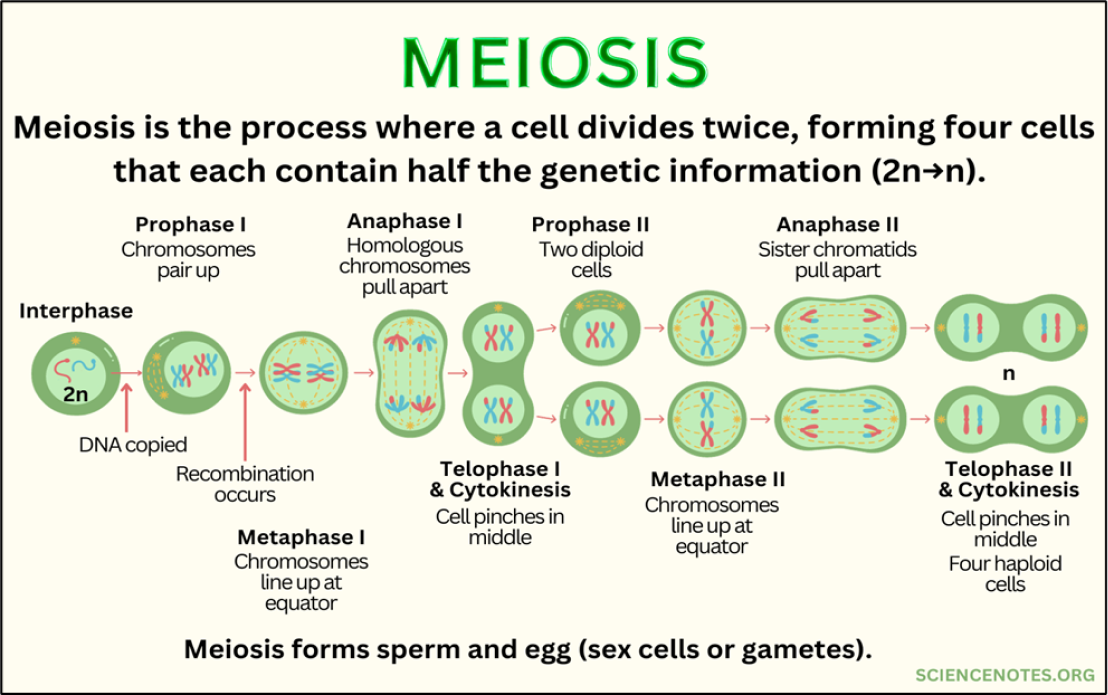 MEIOSIS
Meiosis is the process where a cell divides twice, forming four cells
that each contain half the genetic information (2n→n).
Interphase
2n
DNA copied
Prophase I
Chromosomes
pair up
Recombination
occurs
Metaphase I
Chromosomes
line up at
equator
Anaphase I
Homologous
chromosomes
pull apart
Telophase I
& Cytokinesis
Cell pinches in
middle
Prophase II
Two diploid
cells
Metaphase II
Chromosomes
line up at
equator
Anaphase II
Sister chromatids
pull apart
n
Telophase II
& Cytokinesis
Cell pinches in
middle
Four haploid
cells
Meiosis forms sperm and egg (sex cells or gametes).
SCIENCENOTES.ORG